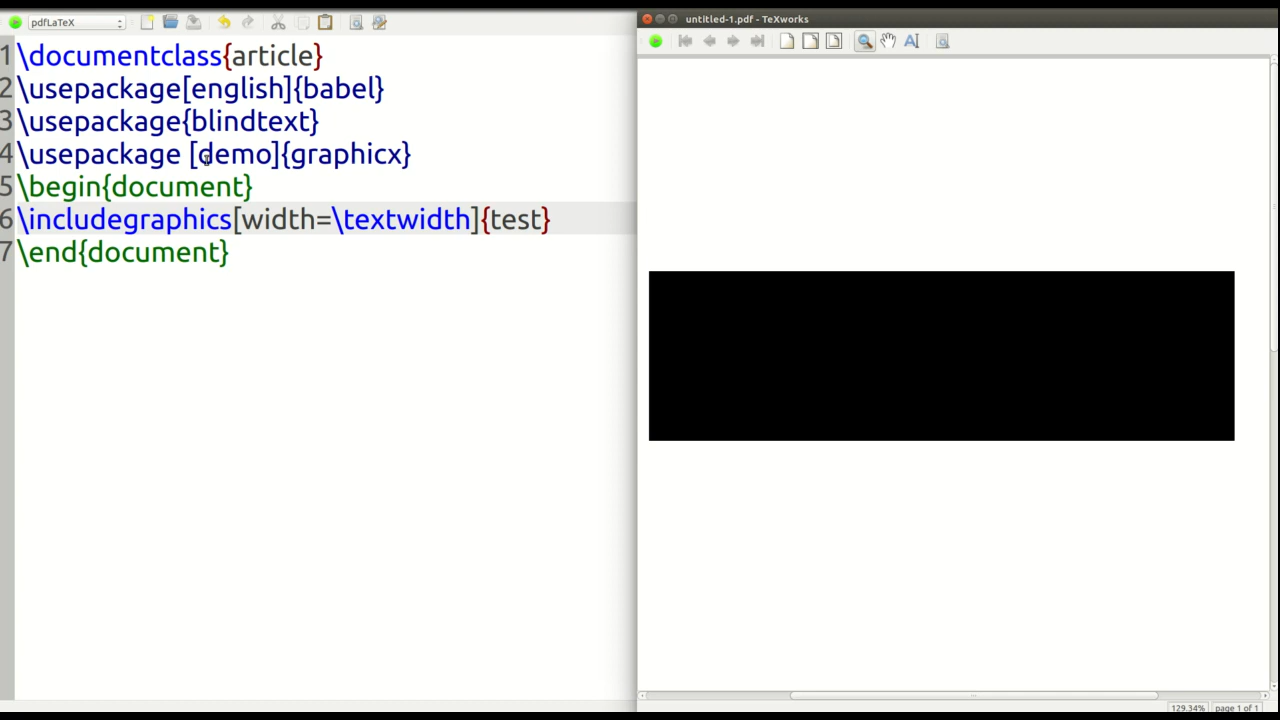 pdfLaTeX
untitled-1.pdf - TeXworks
1 \documentclass{article}
2 \usepackage[english]{babel}
3 \usepackage{blindtext}
4 \usepackage [demo]{graphicx}
5 \begin{document}
6 \includegraphics[width=\textwidth]{test}
7 \end{document}
129.34% page 1 of 1